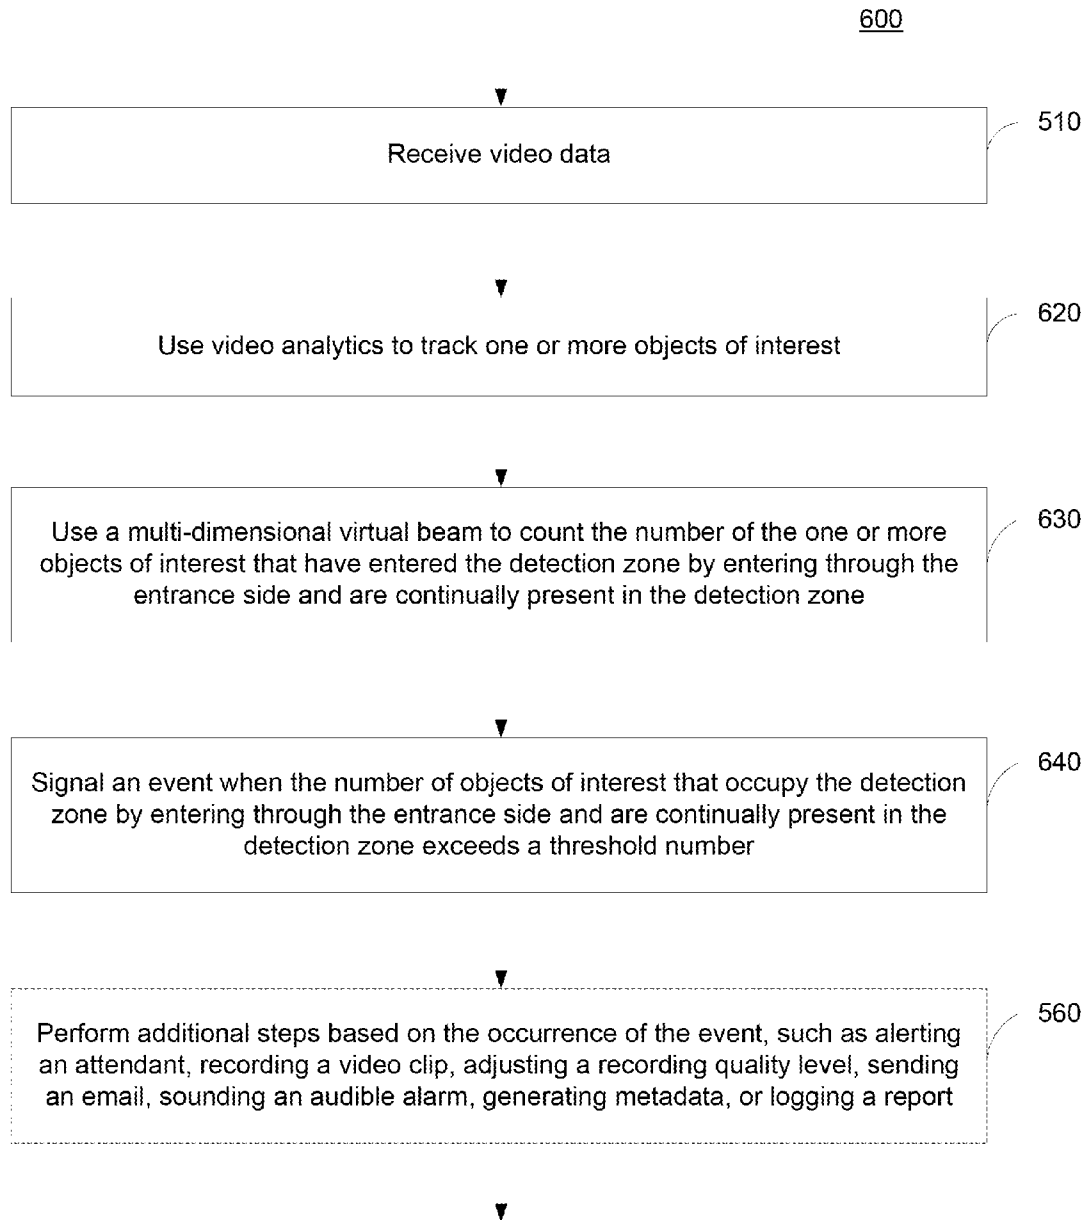 600
510
Receive video data
620
Use video analytics to track one or more objects of interest
630
Use a multi-dimensional virtual beam to count the number of the one or more
objects of interest that have entered the detection zone by entering through the
entrance side and are continually present in the detection zone
640
Signal an event when the number of objects of interest that occupy the detection
zone by entering through the entrance side and are continually present in the
detection zone exceeds a threshold number
560
Perform additional steps based on the occurrence of the event, such as alerting
an attendant, recording a video clip, adjusting a recording quality level, sending
an email, sounding an audible alarm, generating metadata, or logging a report